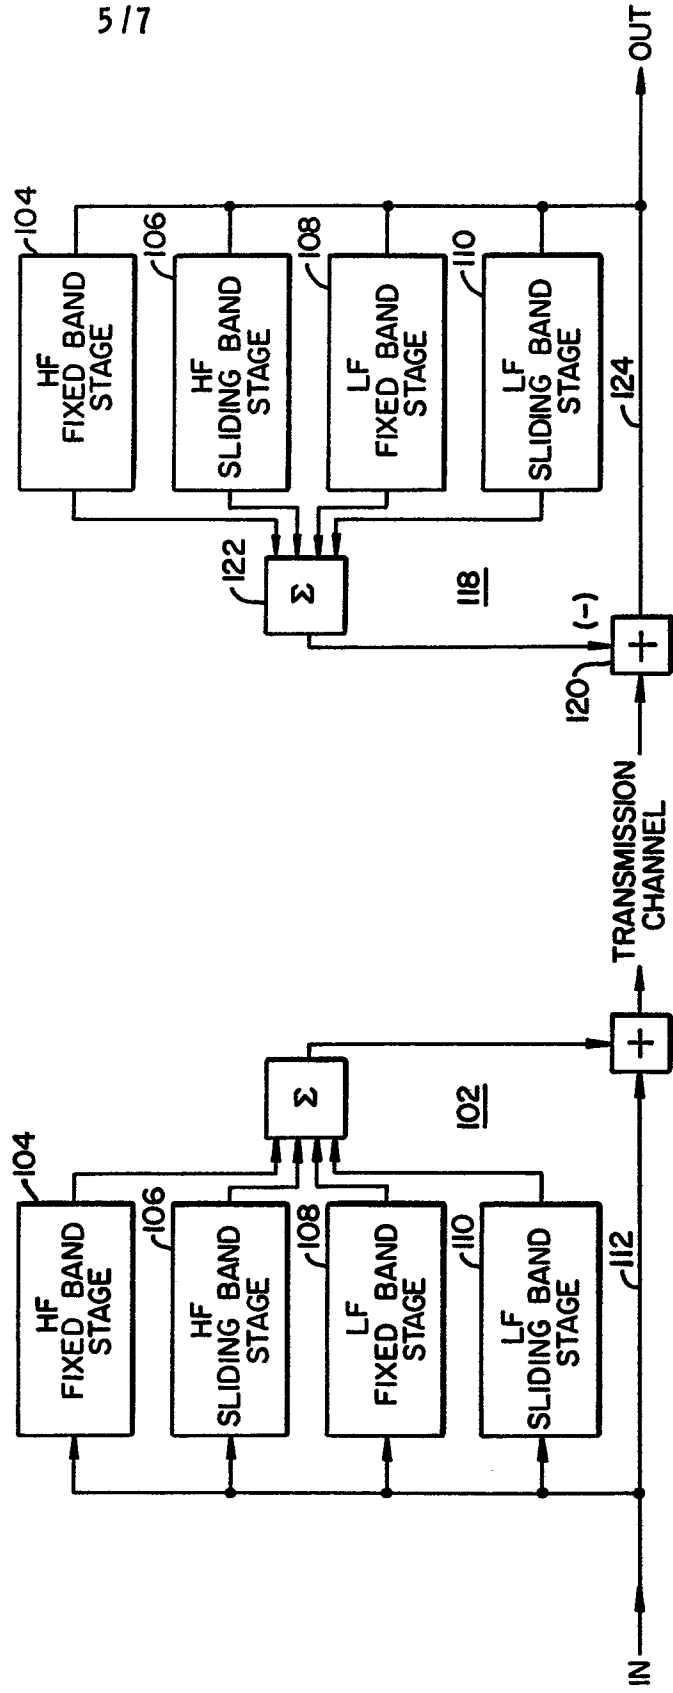 5/7
104
HF
FIXED BAND
STAGE
106
HF
SLIDING BAND
STAGE
108
LF
FIXED BAND
STAGE
110
LF
SLIDING BAND
STAGE
Σ
102
112
IN
+
TRANSMISSION
CHANNEL
104
HF
FIXED BAND
STAGE
106
HF
SLIDING BAND
STAGE
108
LF
FIXED BAND
STAGE
110
LF
SLIDING BAND
STAGE
122
Σ
118
(-)
120
+
124
OUT